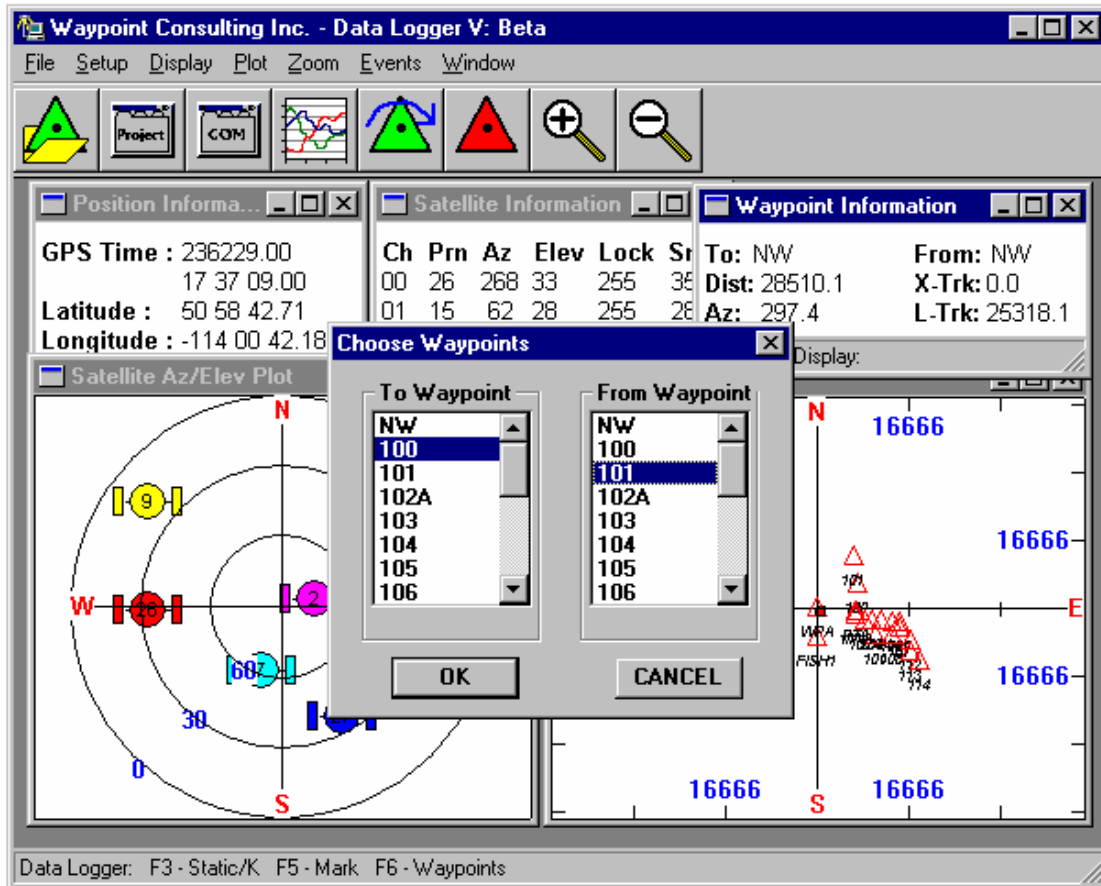 Waypoint Consulting Inc. - Data Logger V: Beta
File Setup Display Plot Zoom Events Window
Project COM
Position Informa...
GPS Time : 236229.00
17 37 09.00
Latitude : 50 58 42.71
Longitude : -114 00 42.18
Satellite Information
Ch Prn Az Elev Lock
00 26 268 33 255 35
01 15 62 28 255 28
Waypoint Information
To: NW From: NW
Dist: 28510.1 X-Trk: 0.0
Az: 297.4 L-Trk: 25318.1
Display:
Choose Waypoints
To Waypoint
NW
100
101
102A
103
104
105
106
From Waypoint
NW
100
101
102A
103
104
105
106
OK CANCEL
Satellite Az/Elev Plot
N
9
W
26
2
60
7
30
0
S
N
16666
16666
101
E
WPA
FISH1
113
114
16666
16666
16666
S
Data Logger: F3 - Static/K F5 - Mark F6 - Waypoints